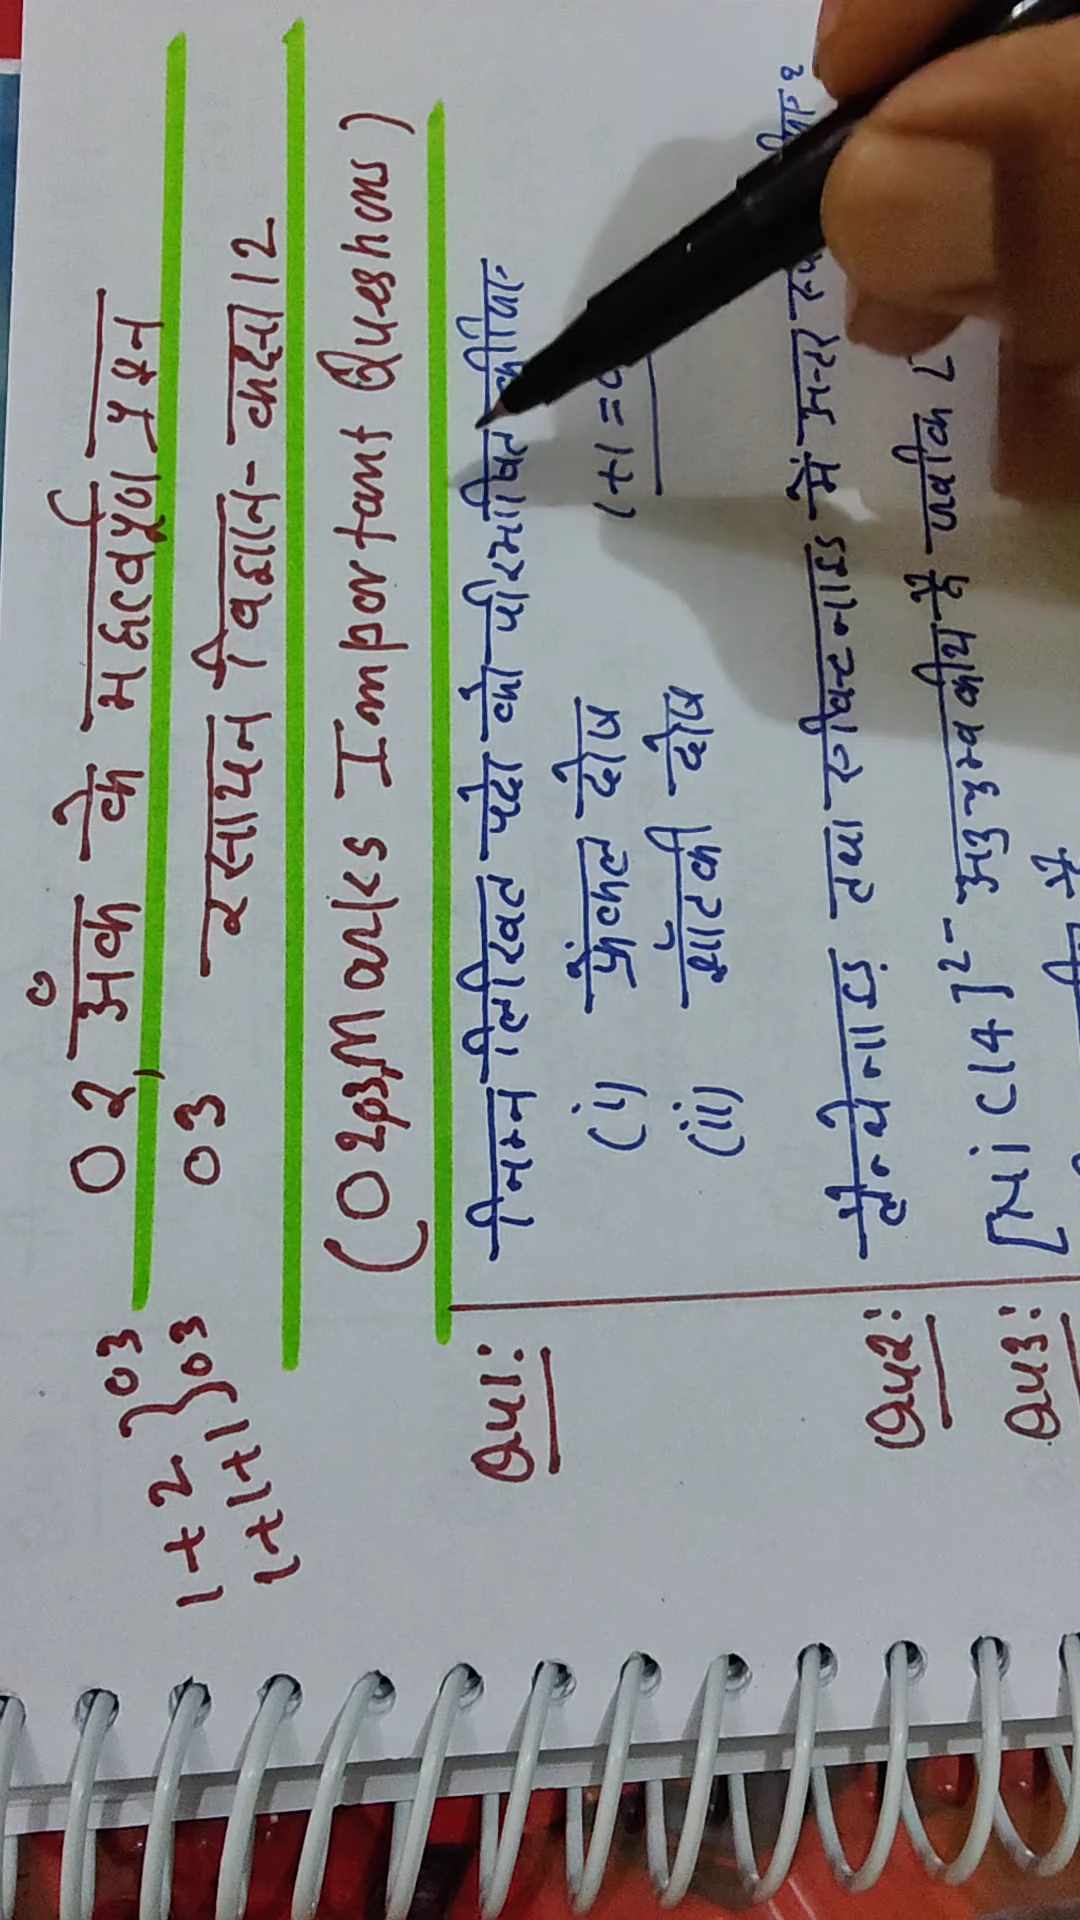 02, अंक के महत्वपूर्ण प्रश्न
03 रसायन विज्ञान - कक्षा 12
1+2 } 03
1+1+1 } 03
(02,03 Marks Important Questions)
Qu1: निम्न लिखित पदो को परिभाषित कीजिए
(i) फ्रेंकल दोष 1+1=
(ii) शॉटकी दोष
Qu2: लैन्थेनाइड तथा एक्टिनाइड में अन्तर
Qu3: [NiCl4]2- अनुचुम्बकीय है जबकि